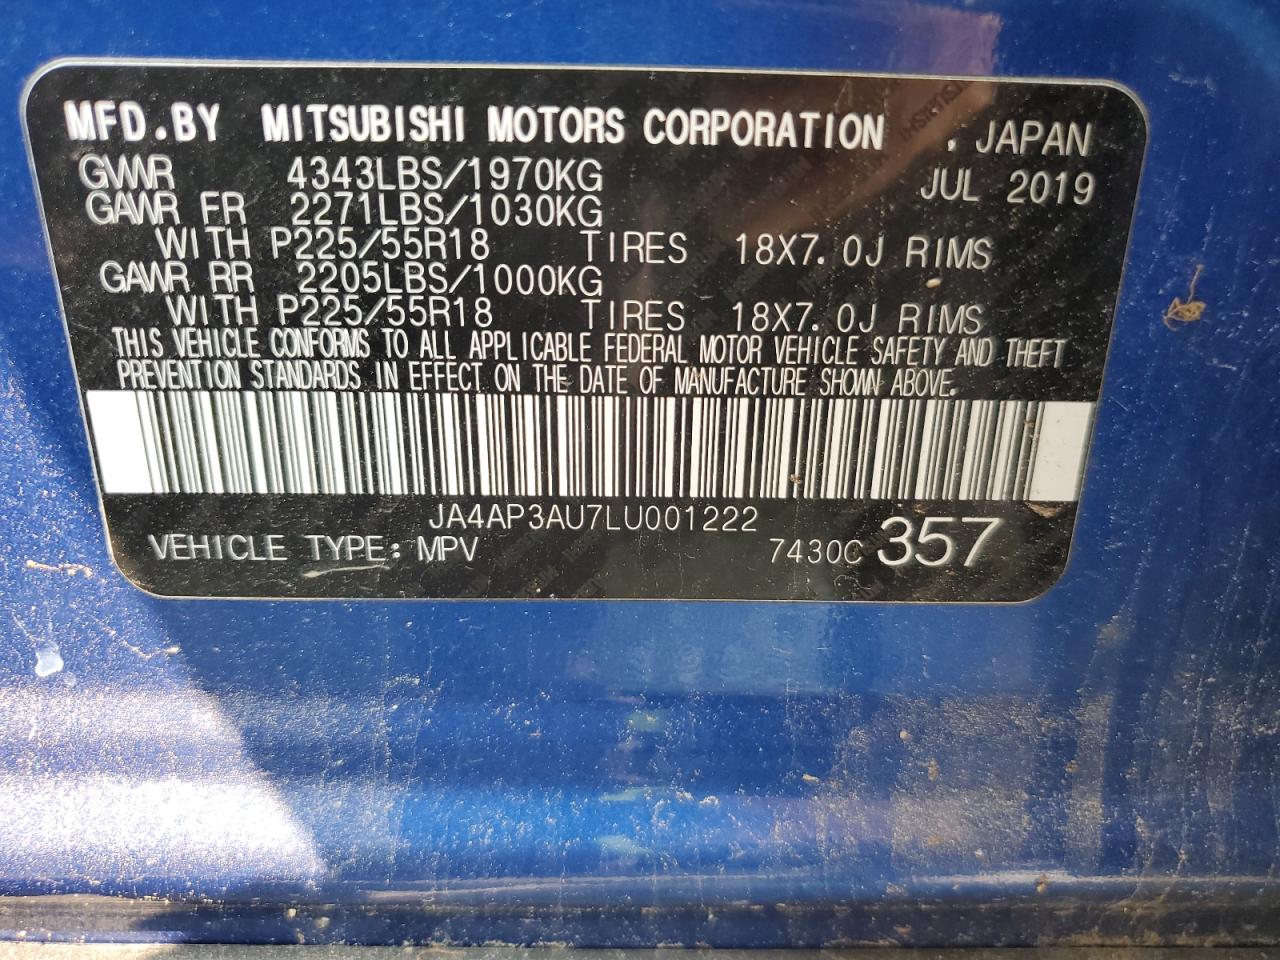 MFD.BY MITSUBISHI MOTORS CORPORATION , JAPAN
GVWR 4343LBS/1970KG JUL 2019
GAWR FR 2271LBS/1030KG
WITH P225/55R18 TIRES 18X7.0J RIMS
GAWR RR 2205LBS/1000KG
WITH P225/55R18 TIRES 18X7.0J RIMS
THIS VEHICLE CONFORMS TO ALL APPLICABLE FEDERAL MOTOR VEHICLE SAFETY AND THEFT
PREVENTION STANDARDS IN EFFECT ON THE DATE OF MANUFACTURE SHOWN ABOVE.
JA4AP3AU7LU001222
VEHICLE TYPE: MPV 7430C 357